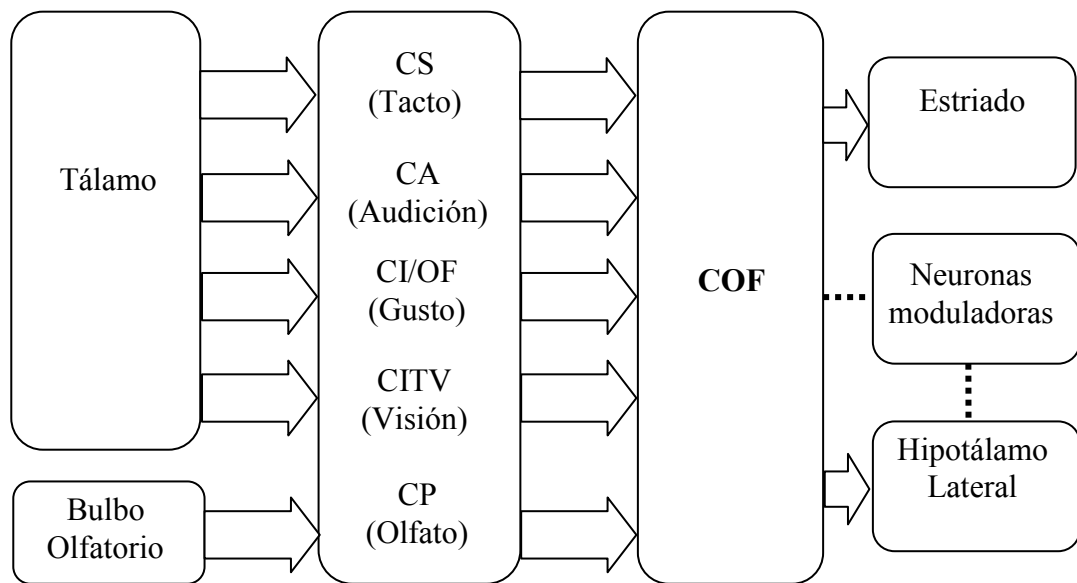 Tálamo
Bulbo
Olfatorio
CS
(Tacto)
CA
(Audición)
CI/OF
(Gusto)
CITV
(Visión)
CP
(Olfato)
COF
Estriado
Neuronas
moduladoras
Hipotálamo
Lateral